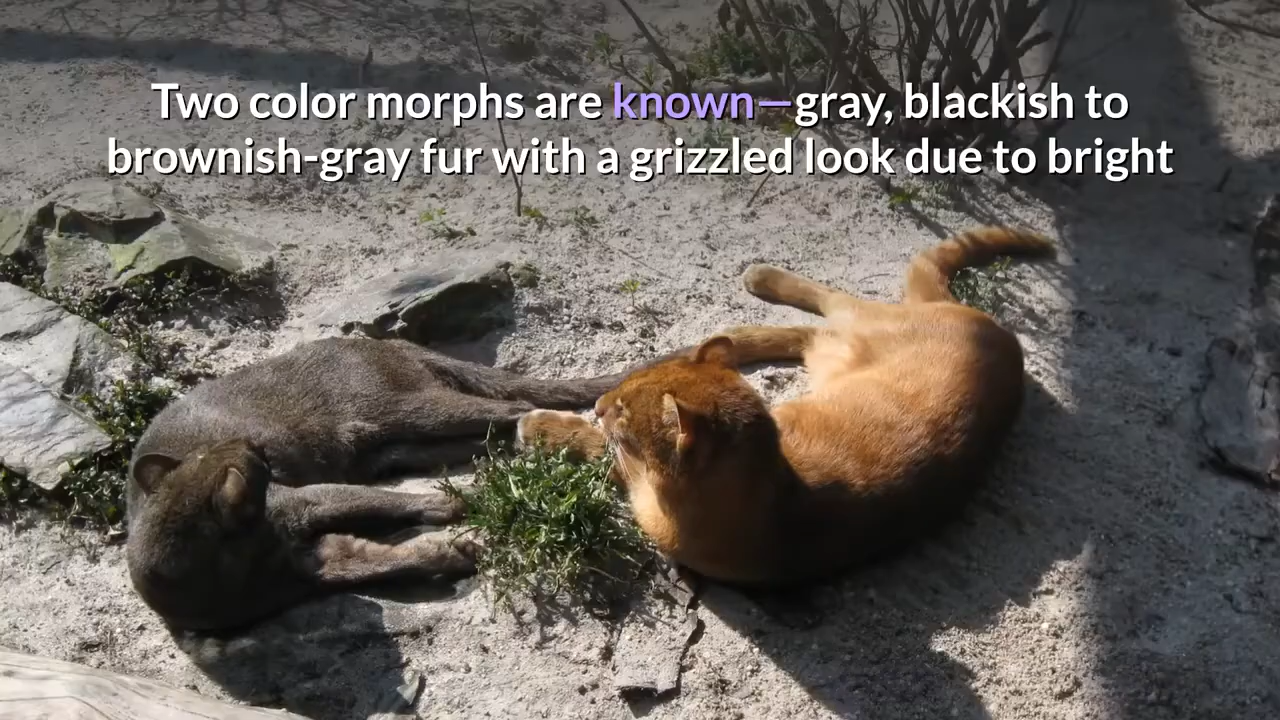 Two color morphs are known—gray, blackish to
brownish-gray fur with a grizzled look due to bright